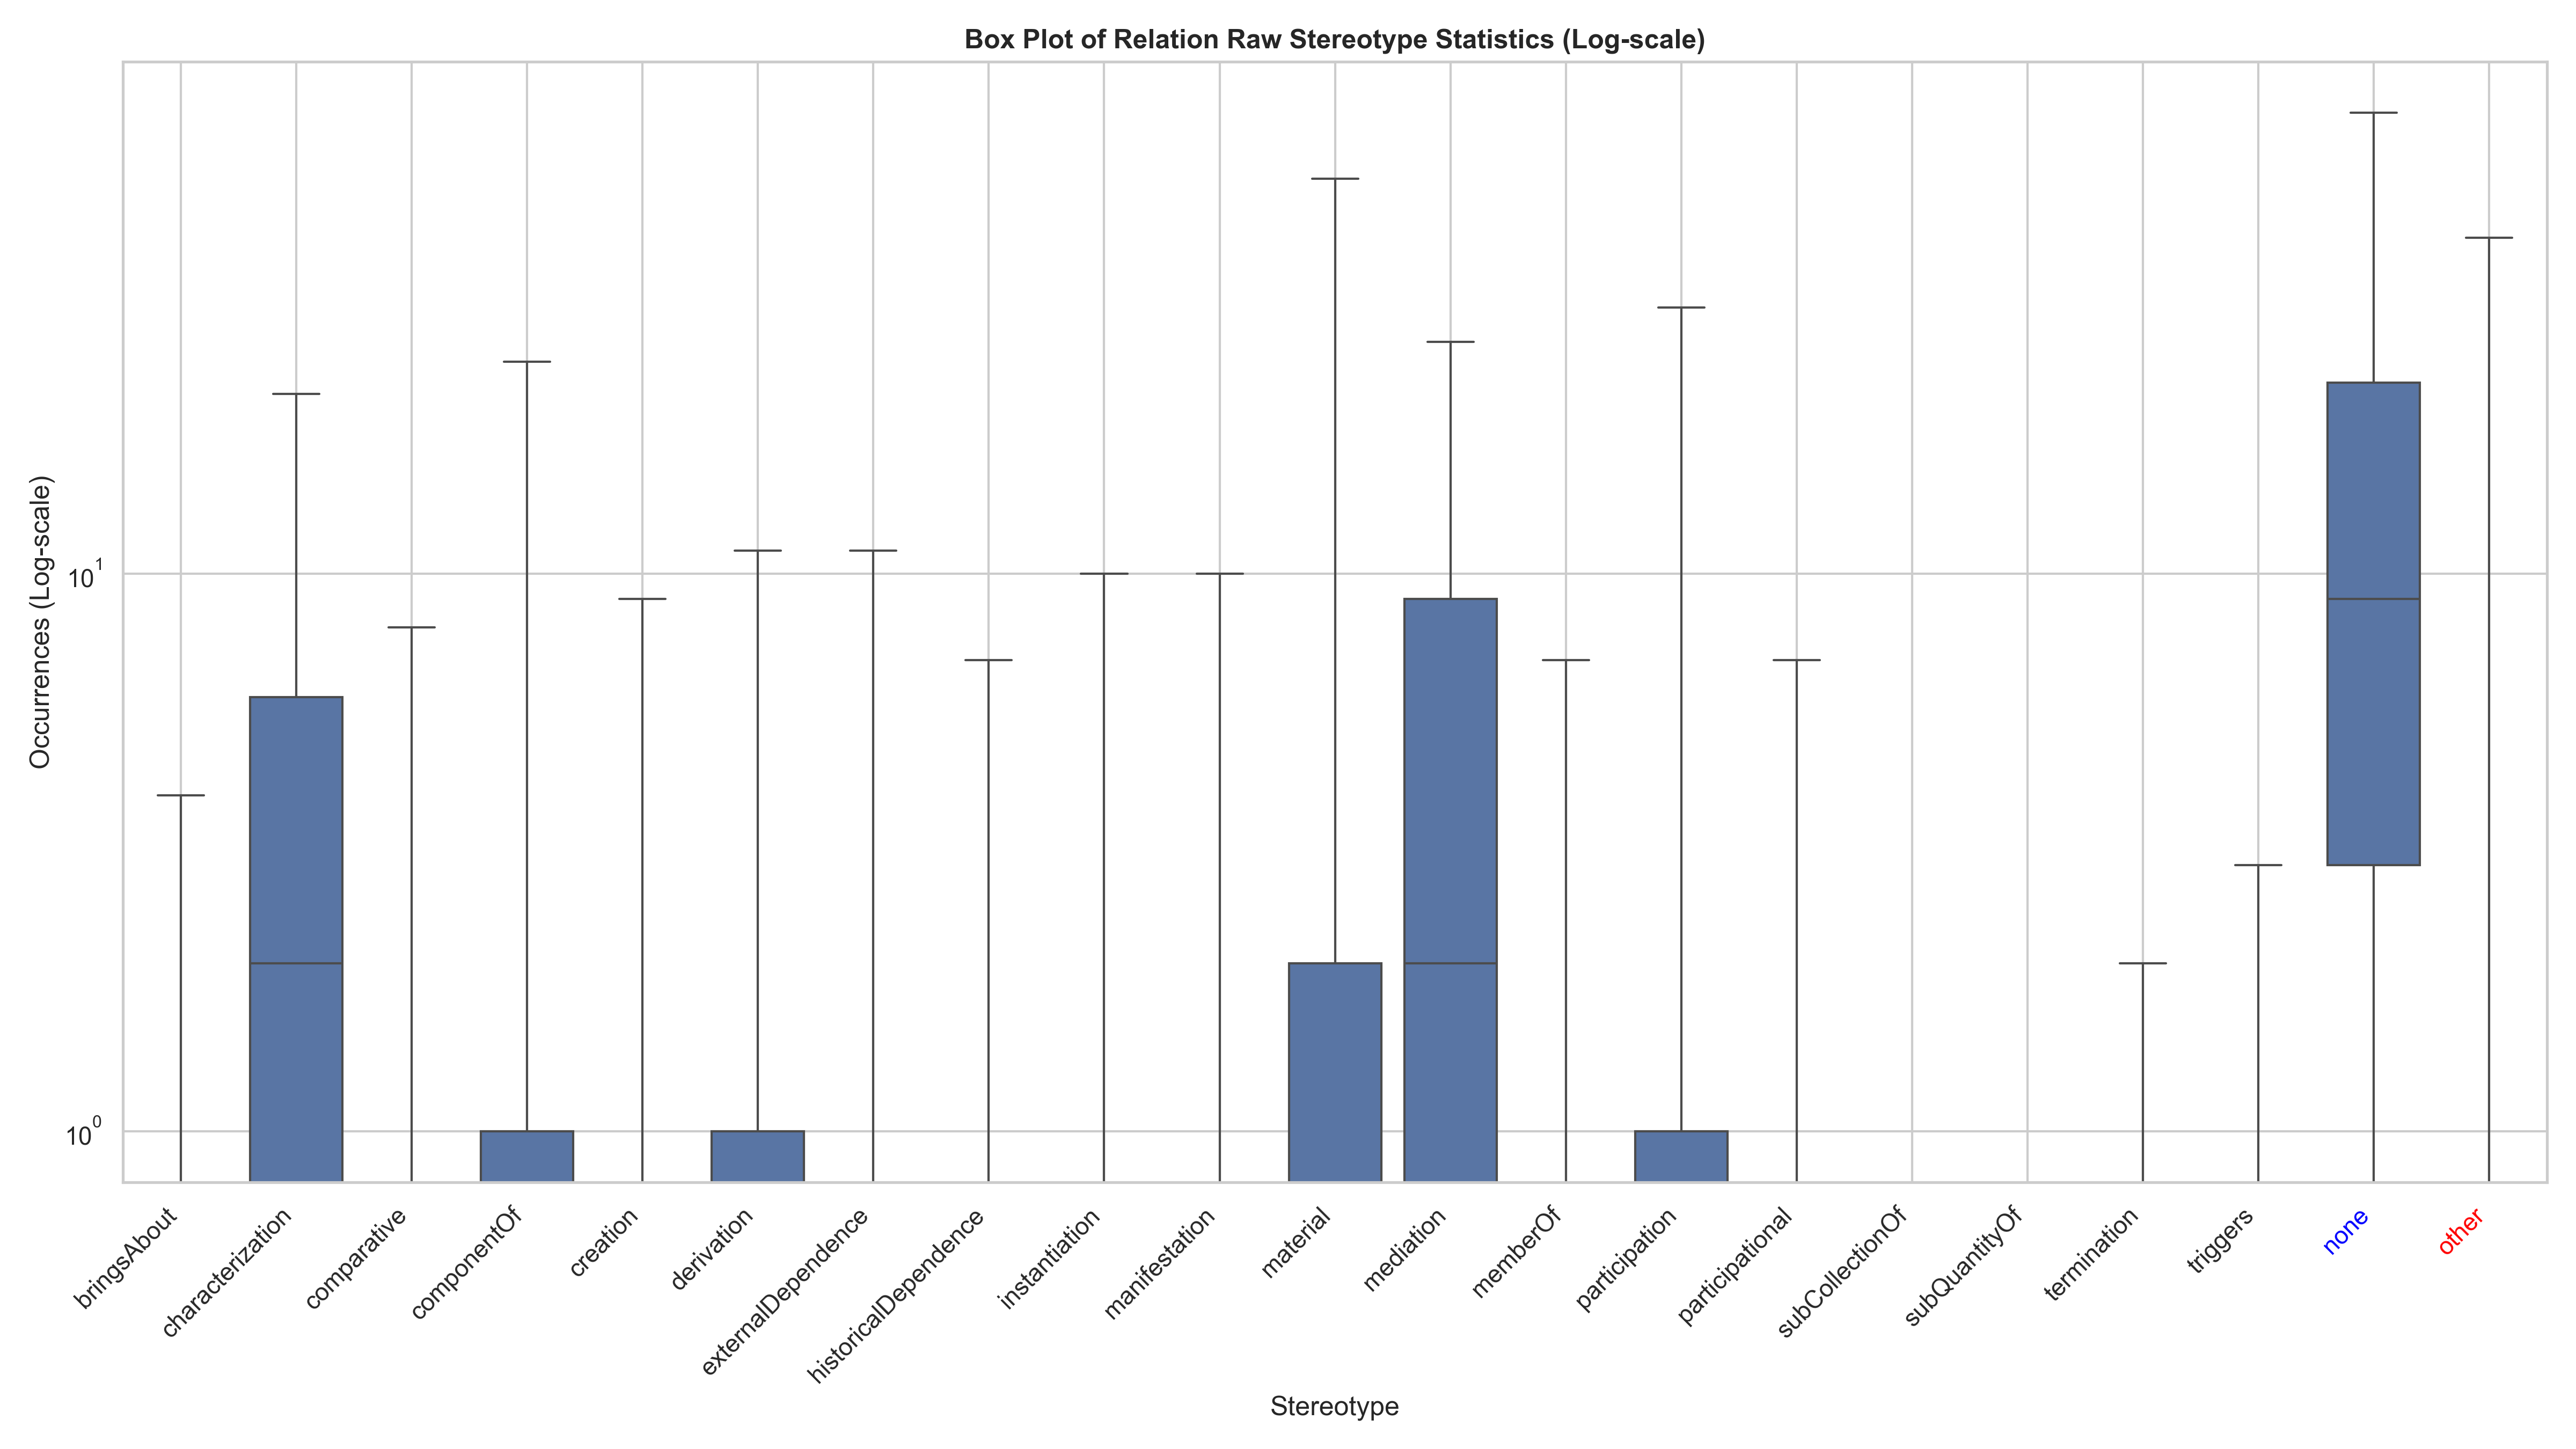 Box Plot of Relation Raw Stereotype Statistics (Log-scale)
Occurrences (Log-scale)
10^1
10^0
bringsAbout
characterization
comparative
componentOf
creation
derivation
externalDependence
historicalDependence
instantiation
manifestation
material
mediation
memberOf
participation
participational
subCollectionOf
subQuantityOf
termination
triggers
none
other
Stereotype